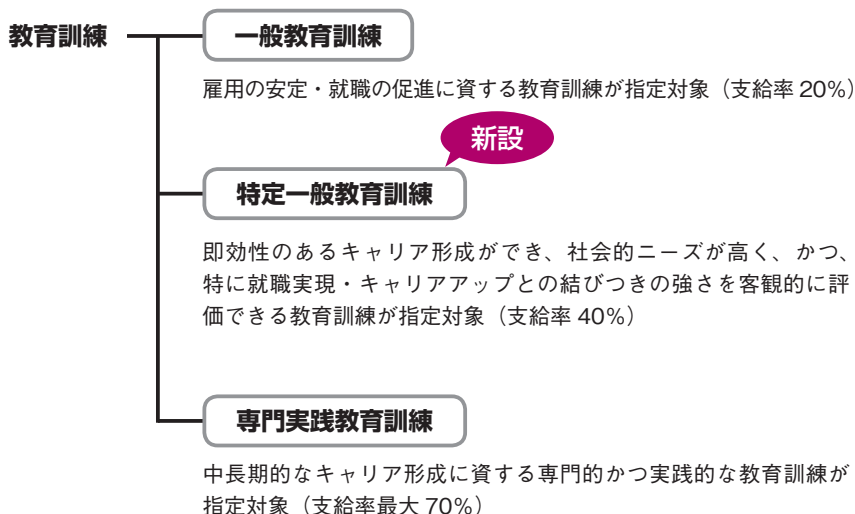 教育訓練
一般教育訓練
雇用の安定・就職の促進に資する教育訓練が指定対象（支給率 20%）
新設
特定一般教育訓練
即効性のあるキャリア形成ができ、社会的ニーズが高く、かつ、
特に就職実現・キャリアアップとの結びつきの強さを客観的に評
価できる教育訓練が指定対象（支給率 40%）
専門実践教育訓練
中長期的なキャリア形成に資する専門的かつ実践的な教育訓練が
指定対象（支給率最大 70%）